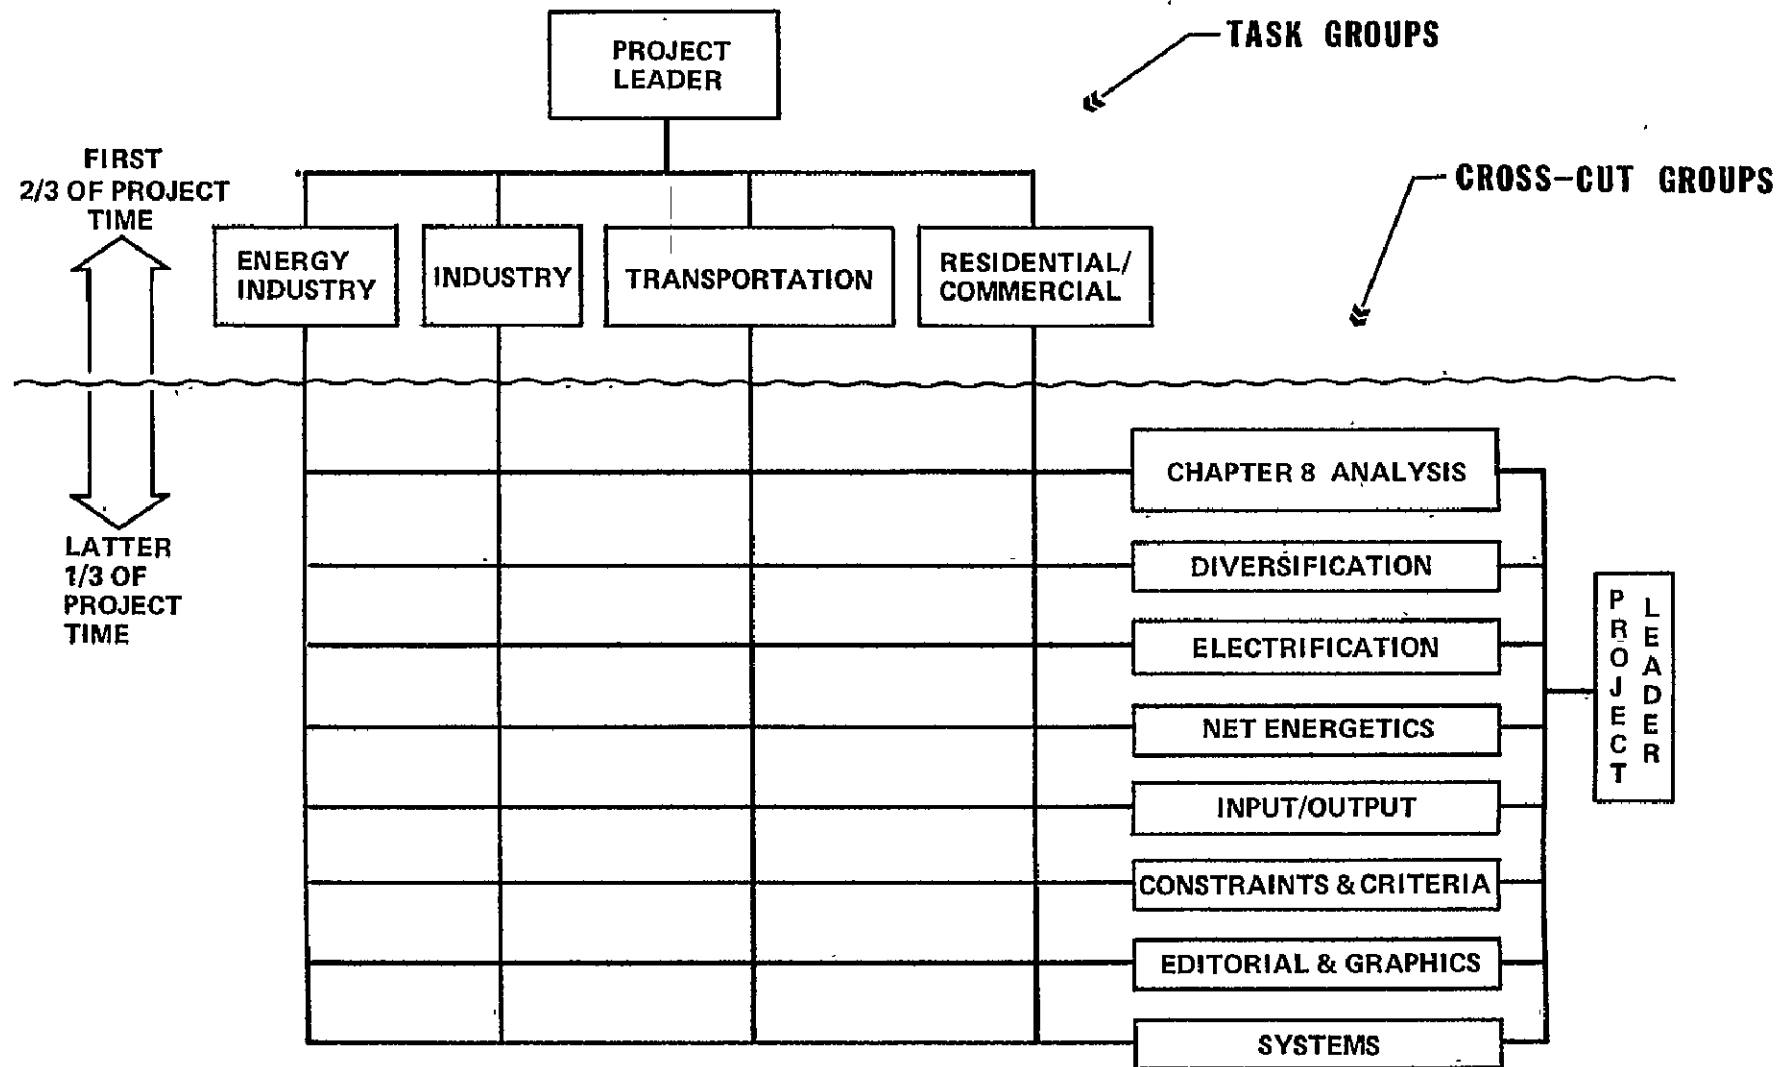 PROJECT
LEADER
TASK GROUPS
CROSS-CUT GROUPS
FIRST
2/3 OF PROJECT
TIME
ENERGY
INDUSTRY
INDUSTRY
TRANSPORTATION
RESIDENTIAL/
COMMERCIAL
LATTER
1/3 OF
PROJECT
TIME
CHAPTER 8 ANALYSIS
DIVERSIFICATION
ELECTRIFICATION
NET ENERGETICS
INPUT/OUTPUT
CONSTRAINTS & CRITERIA
EDITORIAL & GRAPHICS
SYSTEMS
PROJECT
LEADER